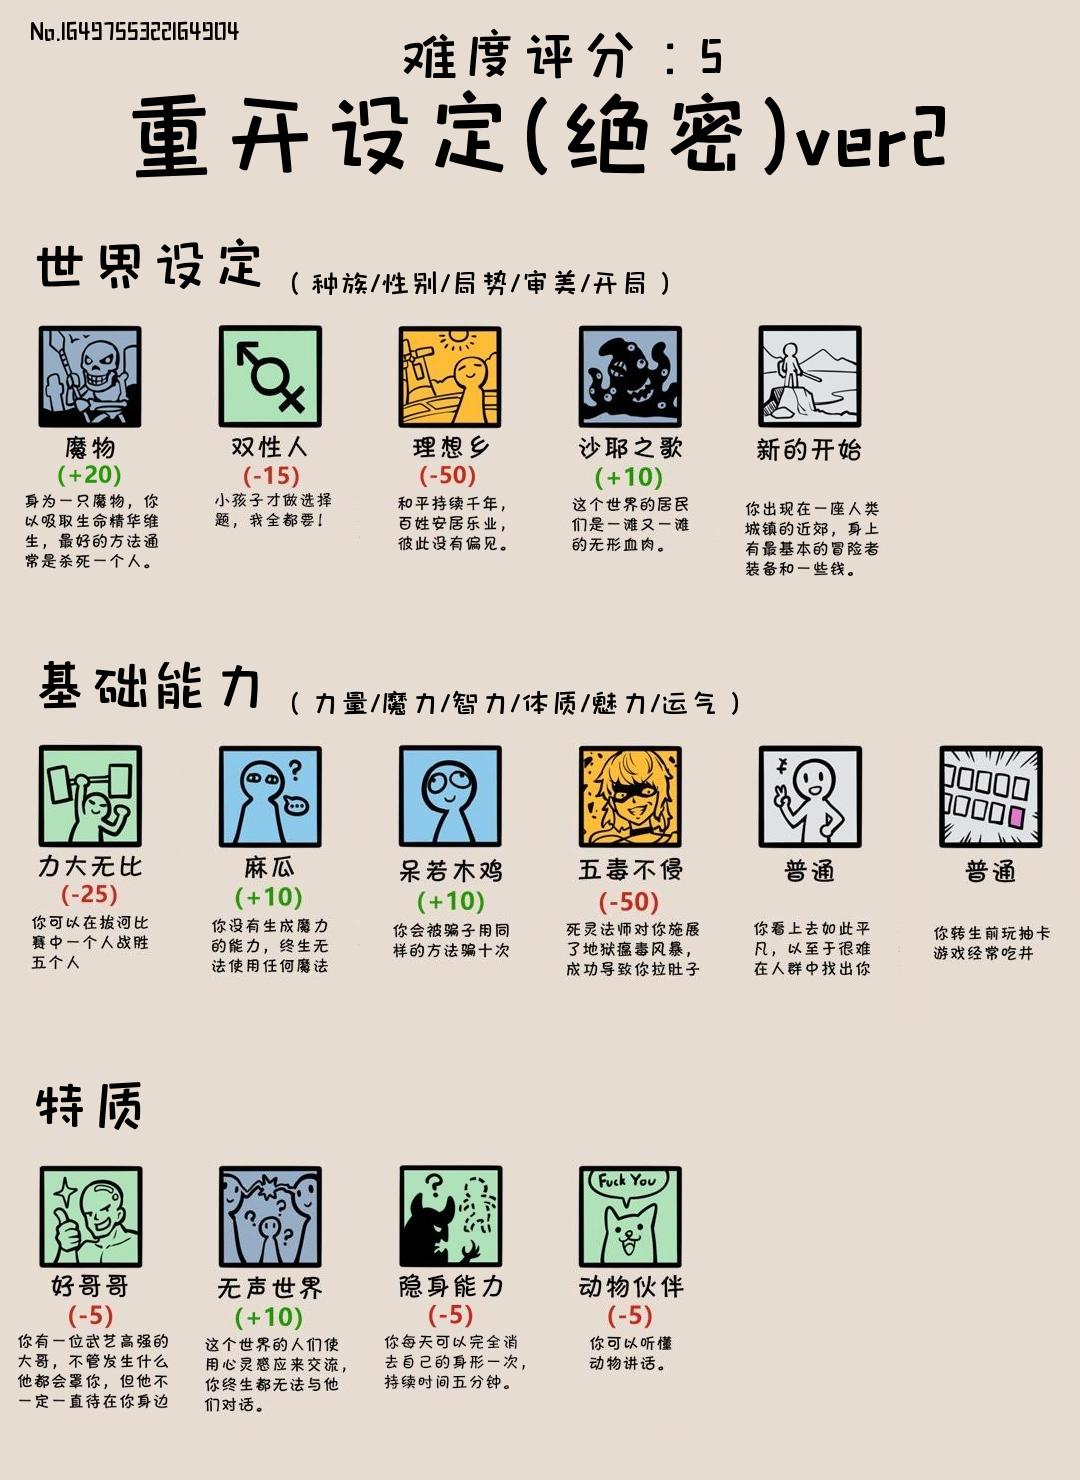 No.1649755322164904
难度评分：5
重开设定(绝密)ver2
世界设定（种族/性别/局势/审美/开局）
魔物 双性人 理想乡 沙耶之歌 新的开始
(+20) (-15) (-50) (+10)
身为一只魔物，你
以吸取生命精华维
生，最好的方法通
常是杀死一个人。
小孩子才做选择
题，我全都要！
和平持续千年，
百姓安居乐业，
彼此没有偏见。
这个世界的居民
们是一滩又一滩
的无形血肉。
你出现在一座人类
城镇的近郊，身上
有最基本的冒险者
装备和一些钱。
基础能力（力量/魔力/智力/体质/魅力/运气）
力大无比 麻瓜 呆若木鸡 五毒不侵 普通 普通
(-25) (+10) (+10) (-50)
你可以在拔河比
赛中一个人战胜
五个人
你没有生成魔力
的能力，终生无
法使用任何魔法
你会被骗子用同
样的方法骗十次
死灵法师对你施展
了地狱瘟毒风暴，
成功导致你拉肚子
你看上去如此平
凡，以至于很难
在人群中找出你
你转生前玩抽卡
游戏经常吃井
特质
Fuck You
好哥哥 无声世界 隐身能力 动物伙伴
(-5) (+10) (-5) (-5)
你有一位武艺高强的
大哥，不管发生什么
他都会罩你，但他不
一定一直待在你身边
这个世界的人们使
用心灵感应来交流，
你终生都无法与他
们对话。
你每天可以完全消
去自己的身形一次，
持续时间五分钟。
你可以听懂
动物讲话。